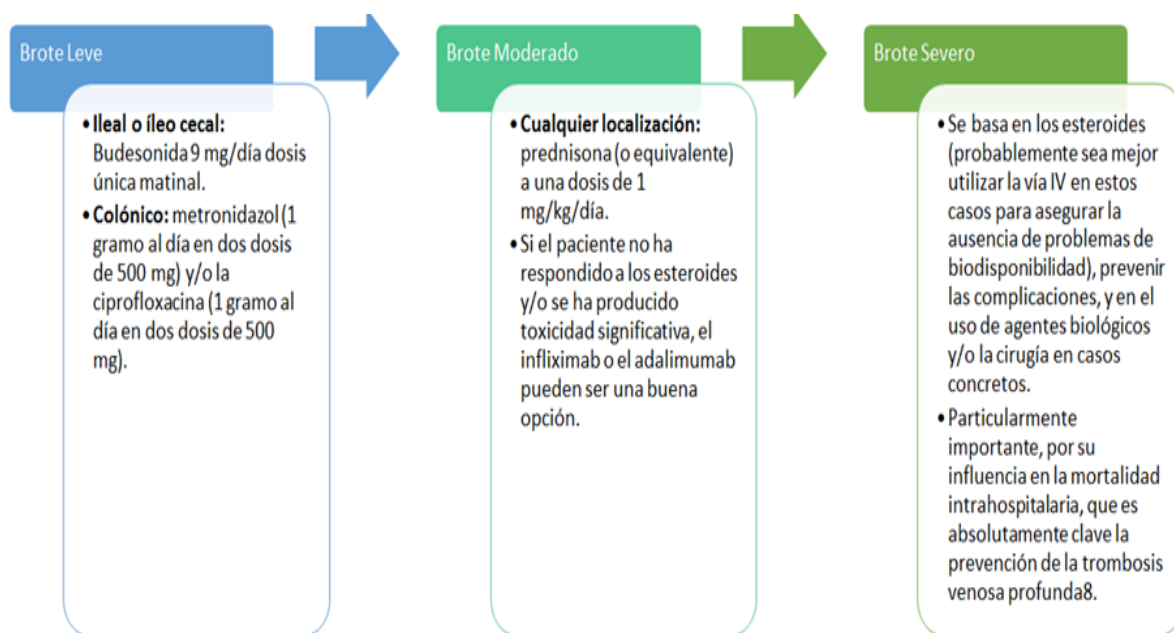 Brote Leve
• Ileal o íleo cecal:
Budesonida 9 mg/día dosis
única matinal.
• Colónico: metronidazol (1
gramo al día en dos dosis
de 500 mg) y/o la
ciprofloxacina (1 gramo al
día en dos dosis de 500
mg).
Brote Moderado
• Cualquier localización:
prednisona (o equivalente)
a una dosis de 1
mg/kg/día.
• Si el paciente no ha
respondido a los esteroides
y/o se ha producido
toxicidad significativa, el
infliximab o el adalimumab
pueden ser una buena
opción.
Brote Severo
• Se basa en los esteroides
(probablemente sea mejor
utilizar la vía IV en estos
casos para asegurar la
ausencia de problemas de
biodisponibilidad), prevenir
las complicaciones, y en el
uso de agentes biológicos
y/o la cirugía en casos
concretos.
• Particularmente
importante, por su
influencia en la mortalidad
intrahospitalaria, que es
absolutamente clave la
prevención de la trombosis
venosa profunda8.